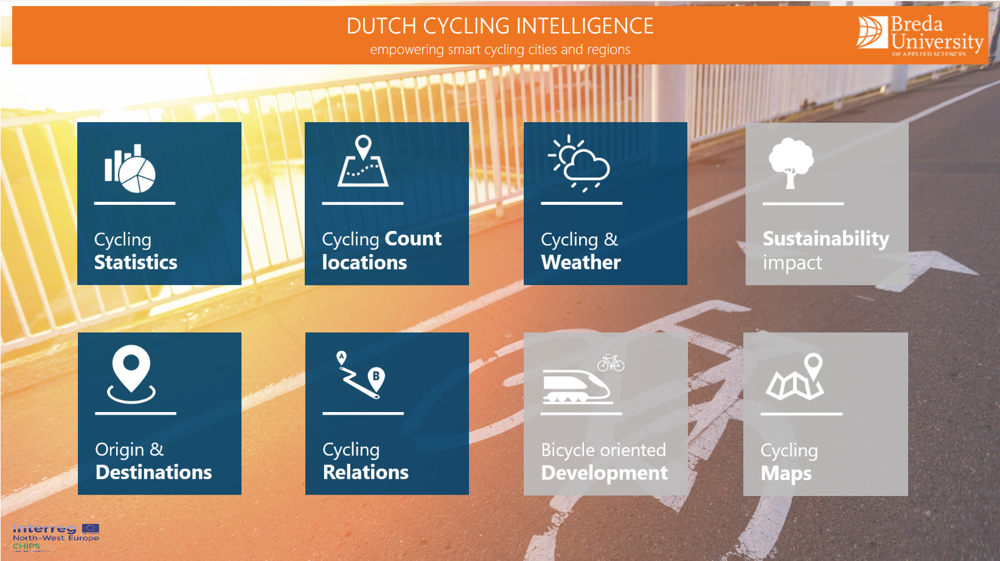 DUTCH CYCLING INTELLIGENCE
empowering smart cycling cities and regions
Breda
University
OF APPLIED SCIENCES
Cycling
Statistics
Cycling Count
locations
Cycling &
Weather
Sustainability
impact
Origin &
Destinations
A
B
Cycling
Relations
Bicycle oriented
Development
Cycling
Maps
Interreg
North-West Europe
CHIPS